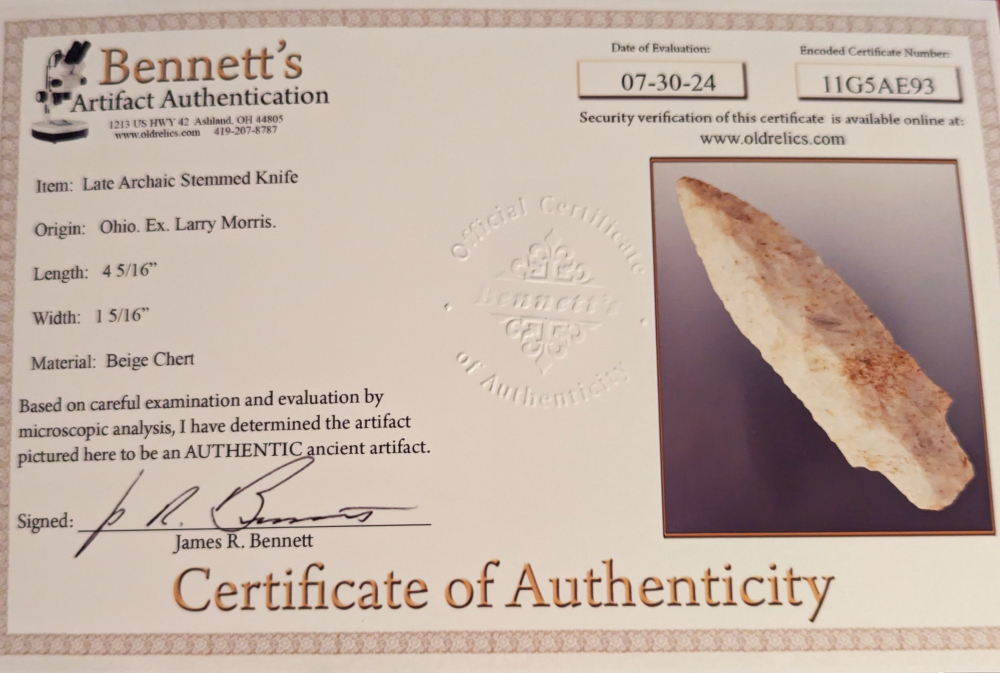 Bennett's
Artifact Authentication
1213 US HWY 42 Ashland, OH 44805
www.oldrelics.com 419-207-8787
Date of Evaluation:
07-30-24
Encoded Certificate Number:
11G5AE93
Security verification of this certificate is available online at:
www.oldrelics.com
Item: Late Archaic Stemmed Knife
Origin: Ohio. Ex. Larry Morris.
Length: 4 5/16"
Width: 1 5/16"
Material: Beige Chert
Based on careful examination and evaluation by
microscopic analysis, I have determined the artifact
pictured here to be an AUTHENTIC ancient artifact.
Official Certificate
Bennett's
of Authenticity
Signed: J. R. Bennett
James R. Bennett
Certificate of Authenticity